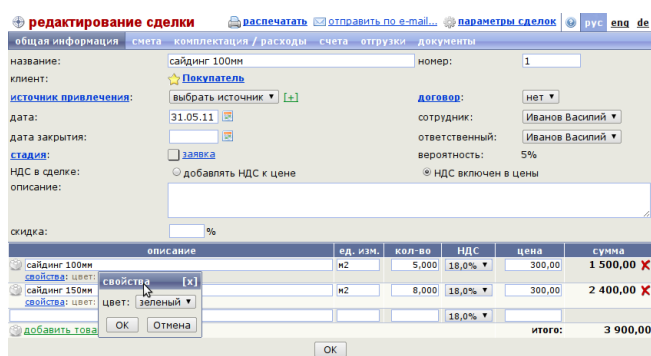 редактирование сделки распечатать отправить по e-mail... параметры сделок рус eng de
общая информация смета комплектация / расходы счета отгрузки документы
название: сайдинг 100мм номер: 1
клиент: Покупатель
источник привлечения: выбрать источник ▼ [+] договор: нет ▼
дата: 31.05.11 сотрудник: Иванов Василий ▼
дата закрытия: ответственный: Иванов Василий ▼
стадия: заявка вероятность: 5%
НДС в сделке: добавлять НДС к цене НДС включен в цены
описание:
скидка: %
описание ед. изм. кол-во НДС цена сумма
сайдинг 100мм м2 5,000 18,0% ▼ 300,00 1 500,00 X
свойства: цвет:
свойства [x]
сайдинг 150мм м2 8,000 18,0% ▼ 300,00 2 400,00 X
свойства: цвет:
цвет: зеленый ▼
18,0% ▼
OK Отмена
добавить това итого: 3 900,00
OK